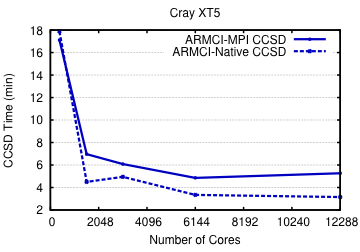 Cray XT5
18
16
14
12
10
8
6
4
2
CCSD Time (min)
ARMCI-MPI CCSD
ARMCI-Native CCSD
0 2048 4096 6144 8192 10240 12288
Number of Cores